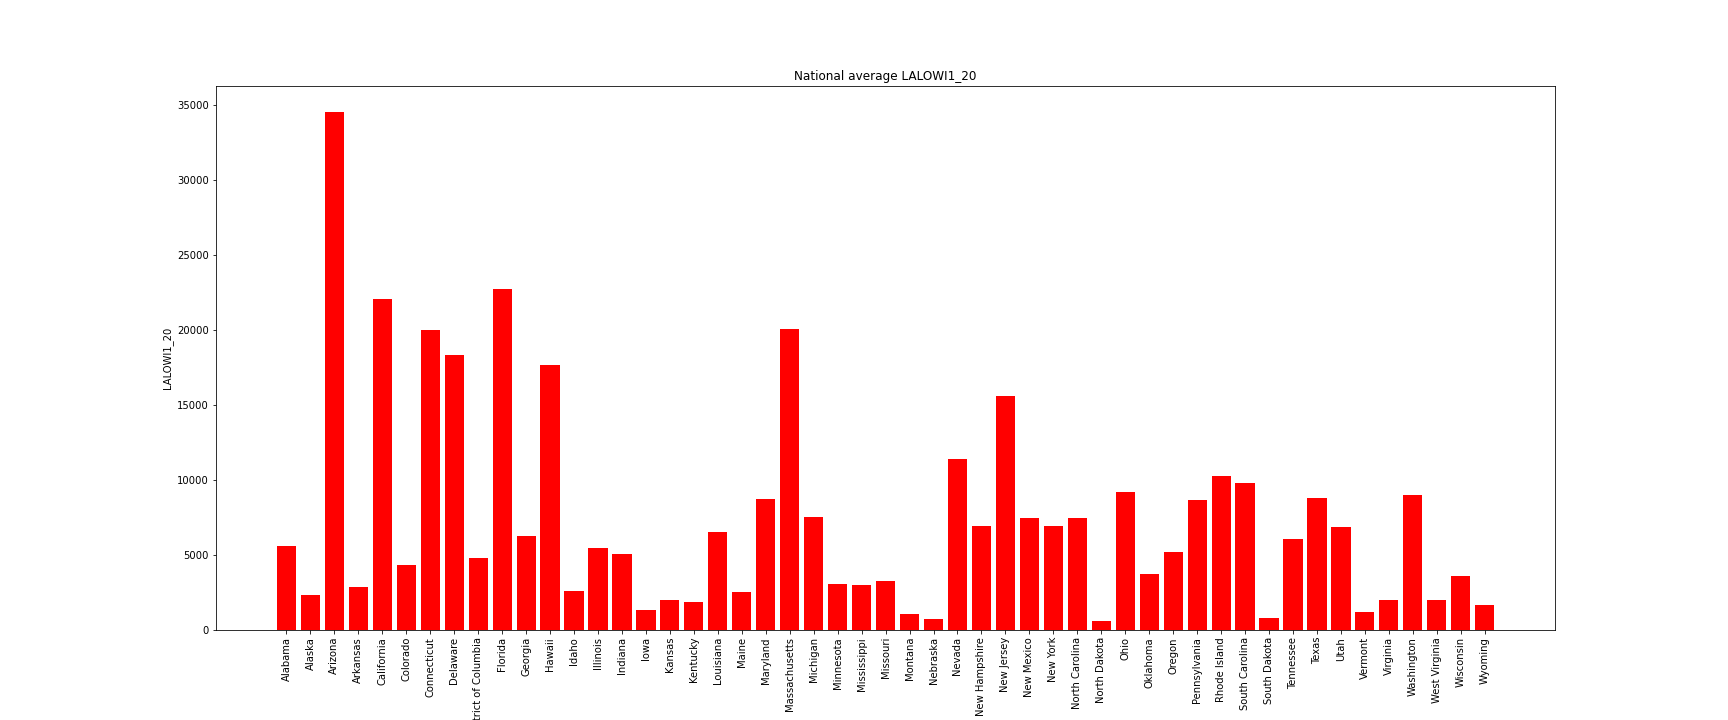 National average LALOWI1_20
LALOWI1_20
35000
30000
25000
20000
15000
10000
5000
0
Alabama
Alaska
Arizona
Arkansas
California
Colorado
Connecticut
Delaware
trict of Columbia
Florida
Georgia
Hawaii
Idaho
Illinois
Indiana
Iowa
Kansas
Kentucky
Louisiana
Maine
Maryland
Massachusetts
Michigan
Minnesota
Mississippi
Missouri
Montana
Nebraska
Nevada
New Hampshire
New Jersey
New Mexico
New York
North Carolina
North Dakota
Ohio
Oklahoma
Oregon
Pennsylvania
Rhode Island
South Carolina
South Dakota
Tennessee
Texas
Utah
Vermont
Virginia
Washington
West Virginia
Wisconsin
Wyoming